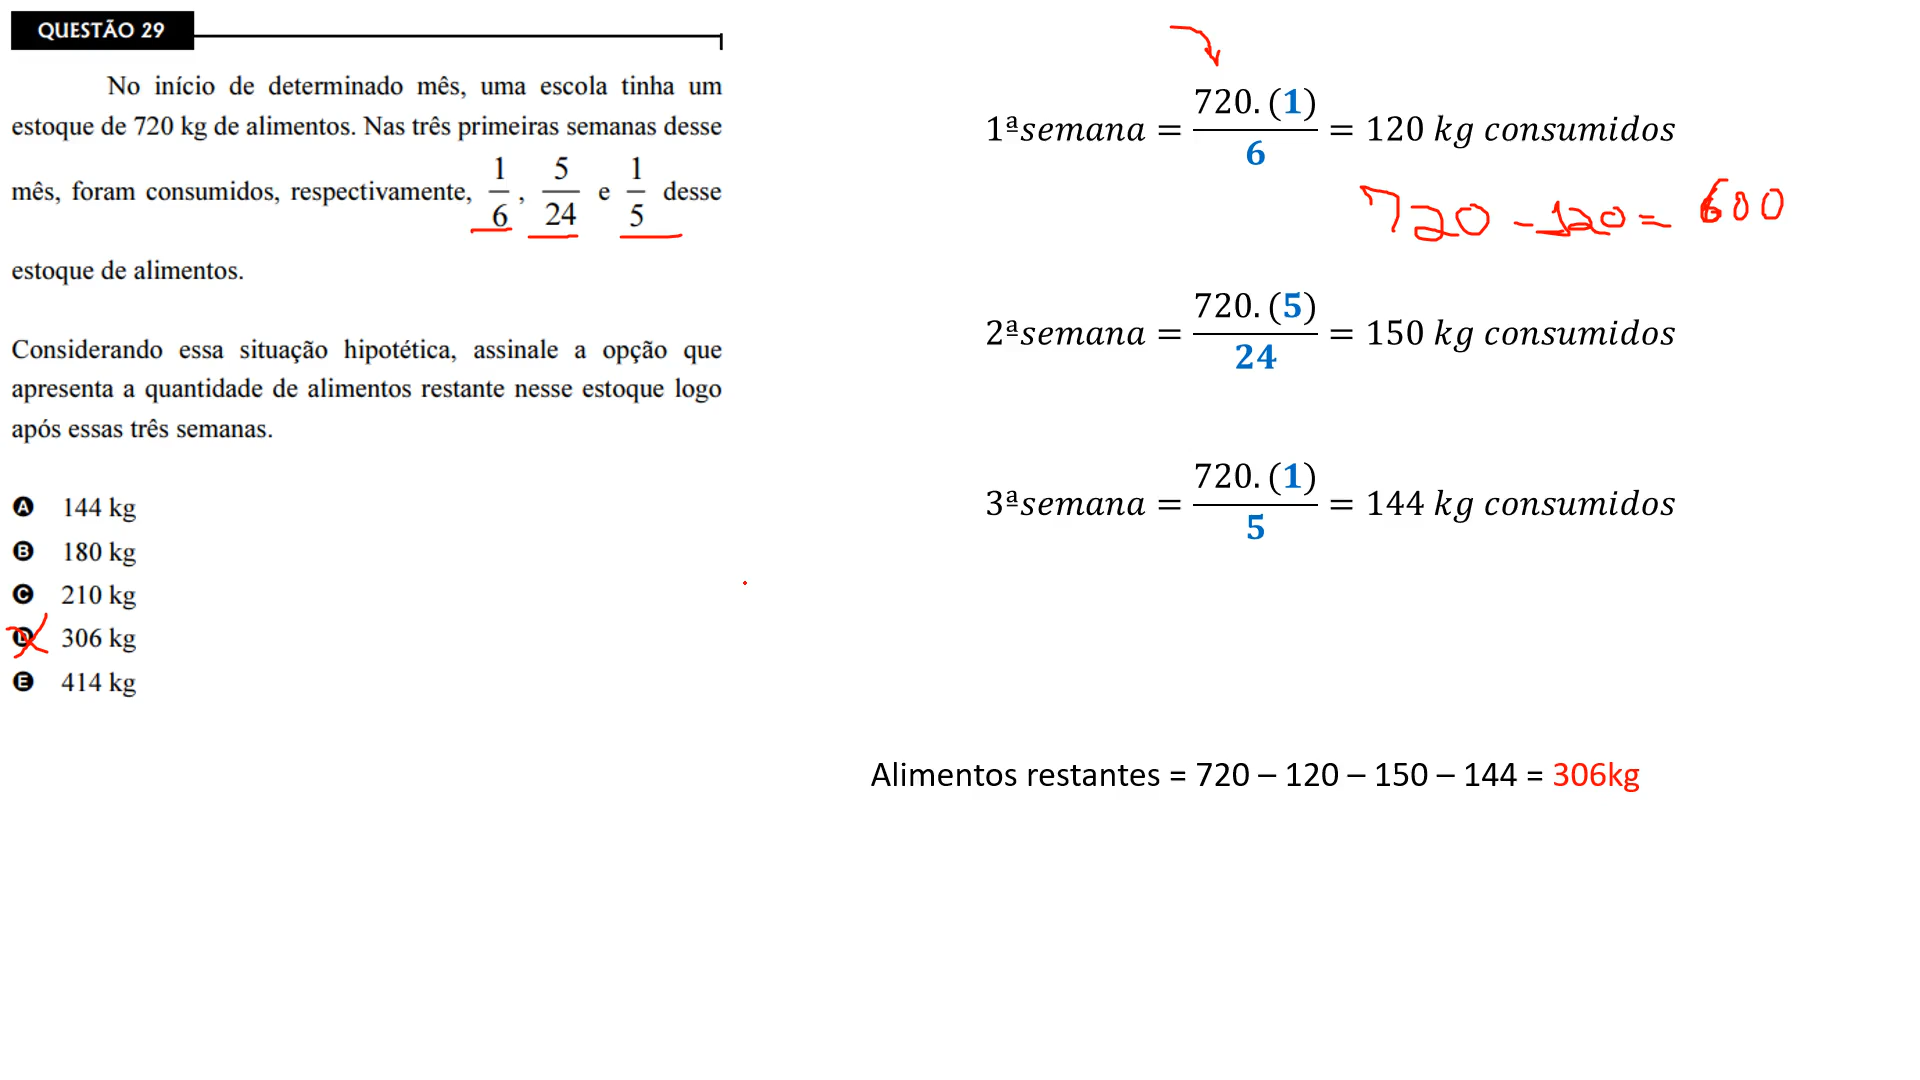 QUESTÃO 29
No início de determinado mês, uma escola tinha um
estoque de 720 kg de alimentos. Nas três primeiras semanas desse
mês, foram consumidos, respectivamente, 1/6 , 5/24 e 1/5 desse
estoque de alimentos.
Considerando essa situação hipotética, assinale a opção que
apresenta a quantidade de alimentos restante nesse estoque logo
após essas três semanas.
A 144 kg
B 180 kg
C 210 kg
D 306 kg
E 414 kg
1ª semana = 720.(1)/6 = 120 kg consumidos
720 - 120 = 600
2ª semana = 720.(5)/24 = 150 kg consumidos
3ª semana = 720.(1)/5 = 144 kg consumidos
Alimentos restantes = 720 – 120 – 150 – 144 = 306kg